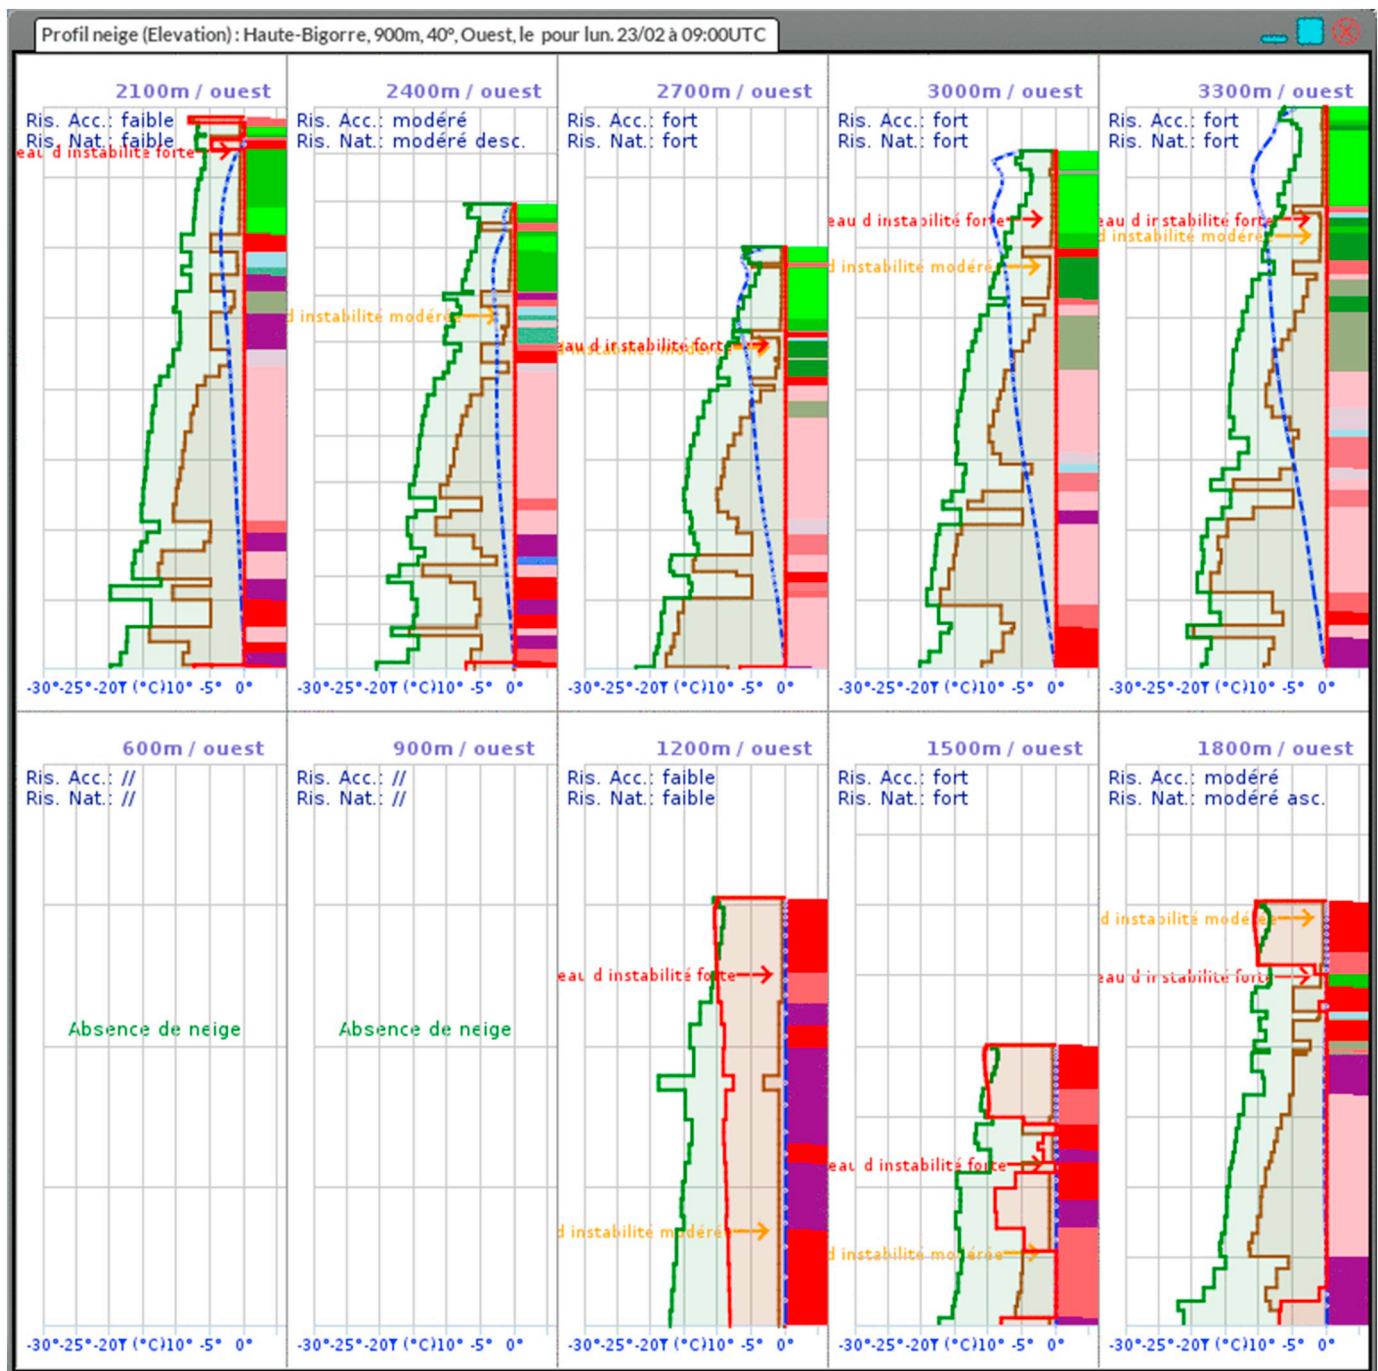 Profil neige (Elevation) : Haute-Bigorre, 900m, 40°, Ouest, le pour lun. 23/02 à 09:00UTC
2100m / ouest
Ris. Acc.: faible
Ris. Nat.: faible
eau d instabilité forte
-30°-25°-20T (°C)10° -5° 0°
2400m / ouest
Ris. Acc.: modéré
Ris. Nat.: modéré desc.
d instabilité modérée
-30°-25°-20T (°C)10° -5° 0°
2700m / ouest
Ris. Acc.: fort
Ris. Nat.: fort
eau d instabilité forte
-30°-25°-20T (°C)10° -5° 0°
3000m / ouest
Ris. Acc.: fort
Ris. Nat.: fort
eau d instabilité forte
d instabilité modérée
-30°-25°-20T (°C)10° -5° 0°
3300m / ouest
Ris. Acc.: fort
Ris. Nat.: fort
eau d instabilité forte
d instabilité modérée
-30°-25°-20T (°C)10° -5° 0°
600m / ouest
Ris. Acc.: //
Ris. Nat.: //
Absence de neige
-30°-25°-20T (°C)10° -5° 0°
900m / ouest
Ris. Acc.: //
Ris. Nat.: //
Absence de neige
-30°-25°-20T (°C)10° -5° 0°
1200m / ouest
Ris. Acc.: faible
Ris. Nat.: faible
eau d instabilité forte
d instabilité modérée
-30°-25°-20T (°C)10° -5° 0°
1500m / ouest
Ris. Acc.: fort
Ris. Nat.: fort
eau d instabilité forte
d instabilité modérée
-30°-25°-20T (°C)10° -5° 0°
1800m / ouest
Ris. Acc.: modéré
Ris. Nat.: modéré asc.
d instabilité modérée
eau d instabilité forte
-30°-25°-20T (°C)10° -5° 0°